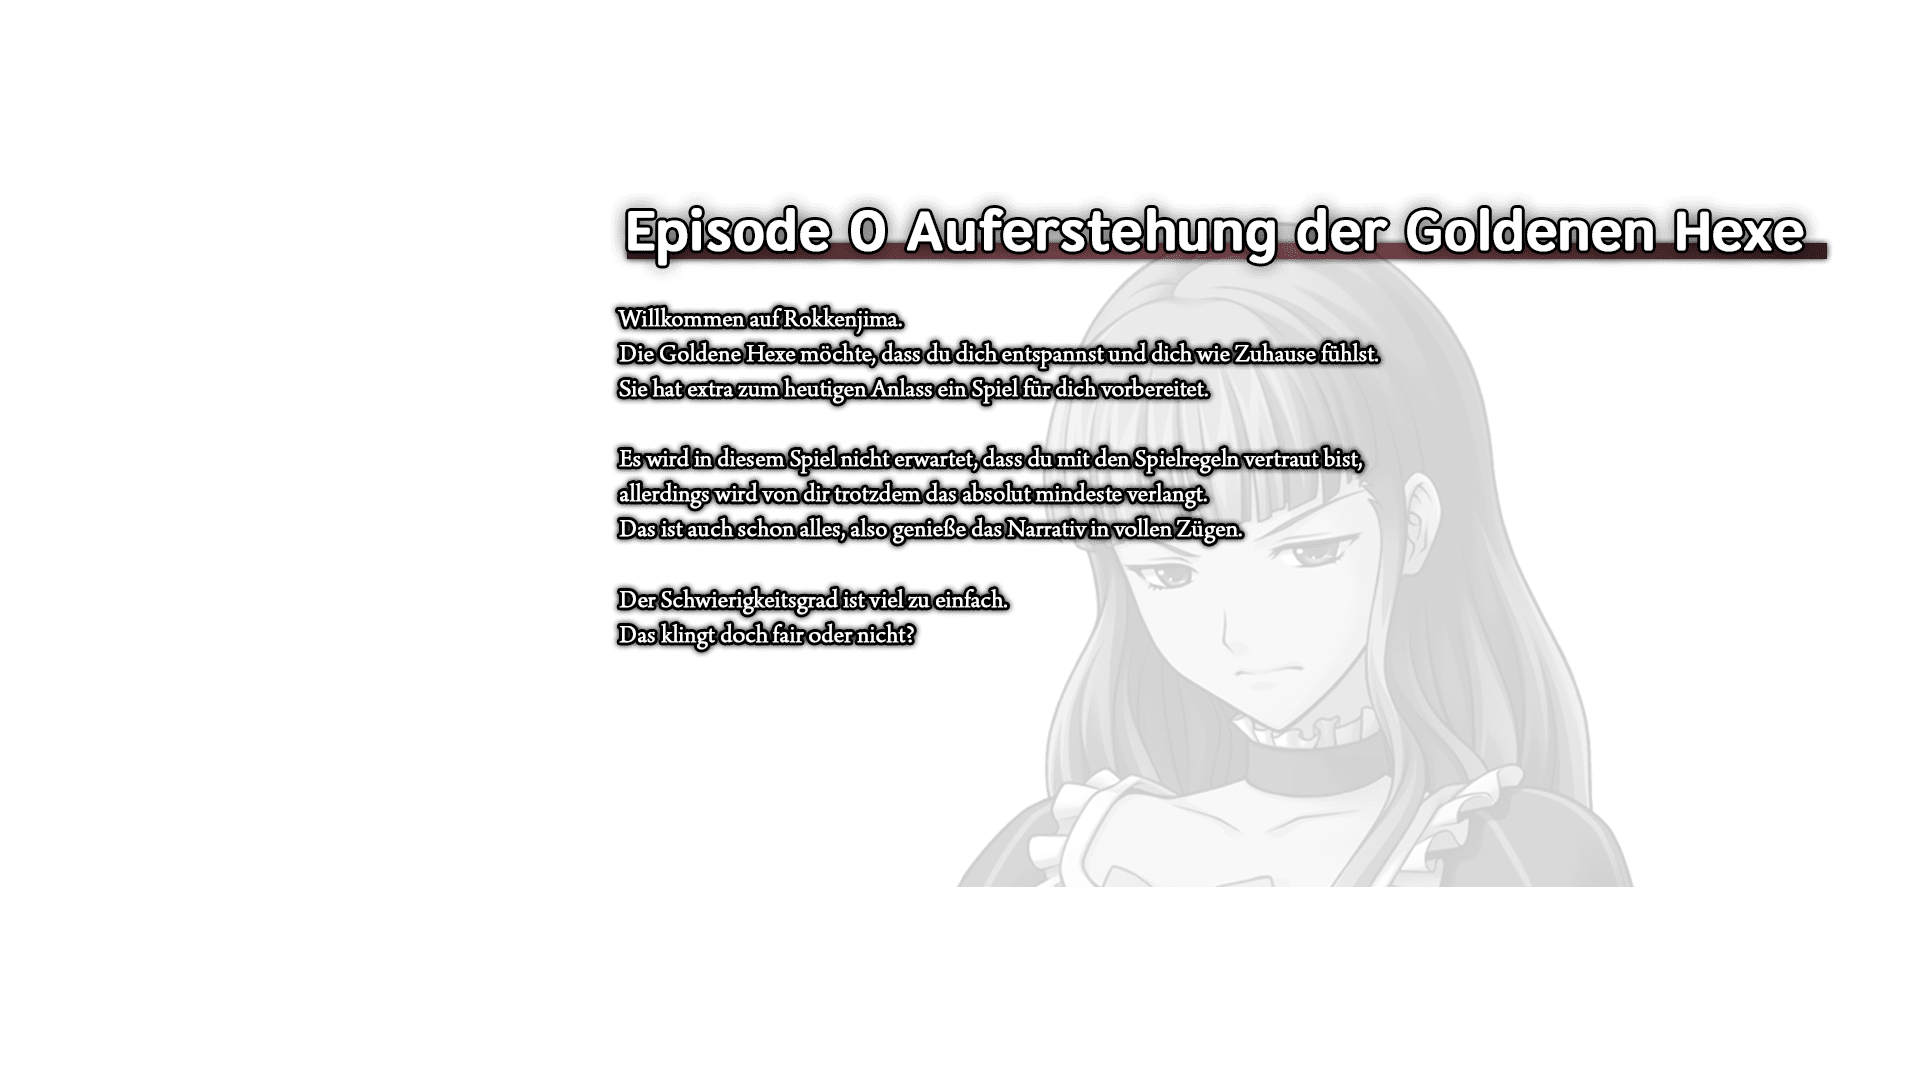 Episode 0 Auferstehung der Goldenen Hexe
Willkommen auf Rokkenjima.
Die Goldene Hexe möchte, dass du dich entspannst und dich wie Zuhause fühlst.
Sie hat extra zum heutigen Anlass ein Spiel für dich vorbereitet.
Es wird in diesem Spiel nicht erwartet, dass du mit den Spielregeln vertraut bist,
allerdings wird von dir trotzdem das absolut mindeste verlangt.
Das ist auch schon alles, also genieße das Narrativ in vollen Zügen.
Der Schwierigkeitsgrad ist viel zu einfach.
Das klingt doch fair oder nicht?